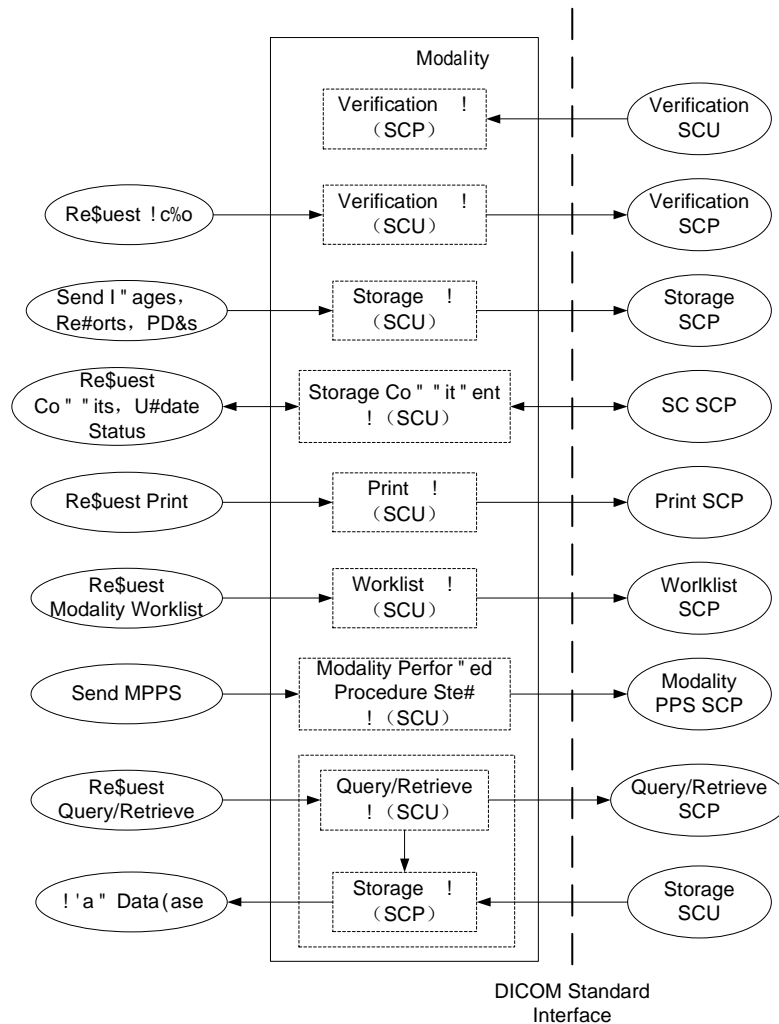 Modality
Verification !
（SCP）
Verification
SCU
Re$uest !c%o
Verification !
（SCU）
Verification
SCP
Send I"ages，
Re#orts，PD&s
Storage !
（SCU）
Storage
SCP
Re$uest
Co""its，U#date
Status
Storage Co""it"ent
!（SCU）
SC SCP
Re$uest Print
Print !
（SCU）
Print SCP
Re$uest
Modality Worklist
Worklist !
（SCU）
Worlklist
SCP
Send MPPS
Modality Perfor"ed
Procedure Ste#
!（SCU）
Modality
PPS SCP
Re$uest
Query/Retrieve
Query/Retrieve
!（SCU）
Query/Retrieve
SCP
!'a" Data(ase
Storage !
（SCP）
Storage
SCU
DICOM Standard
Interface